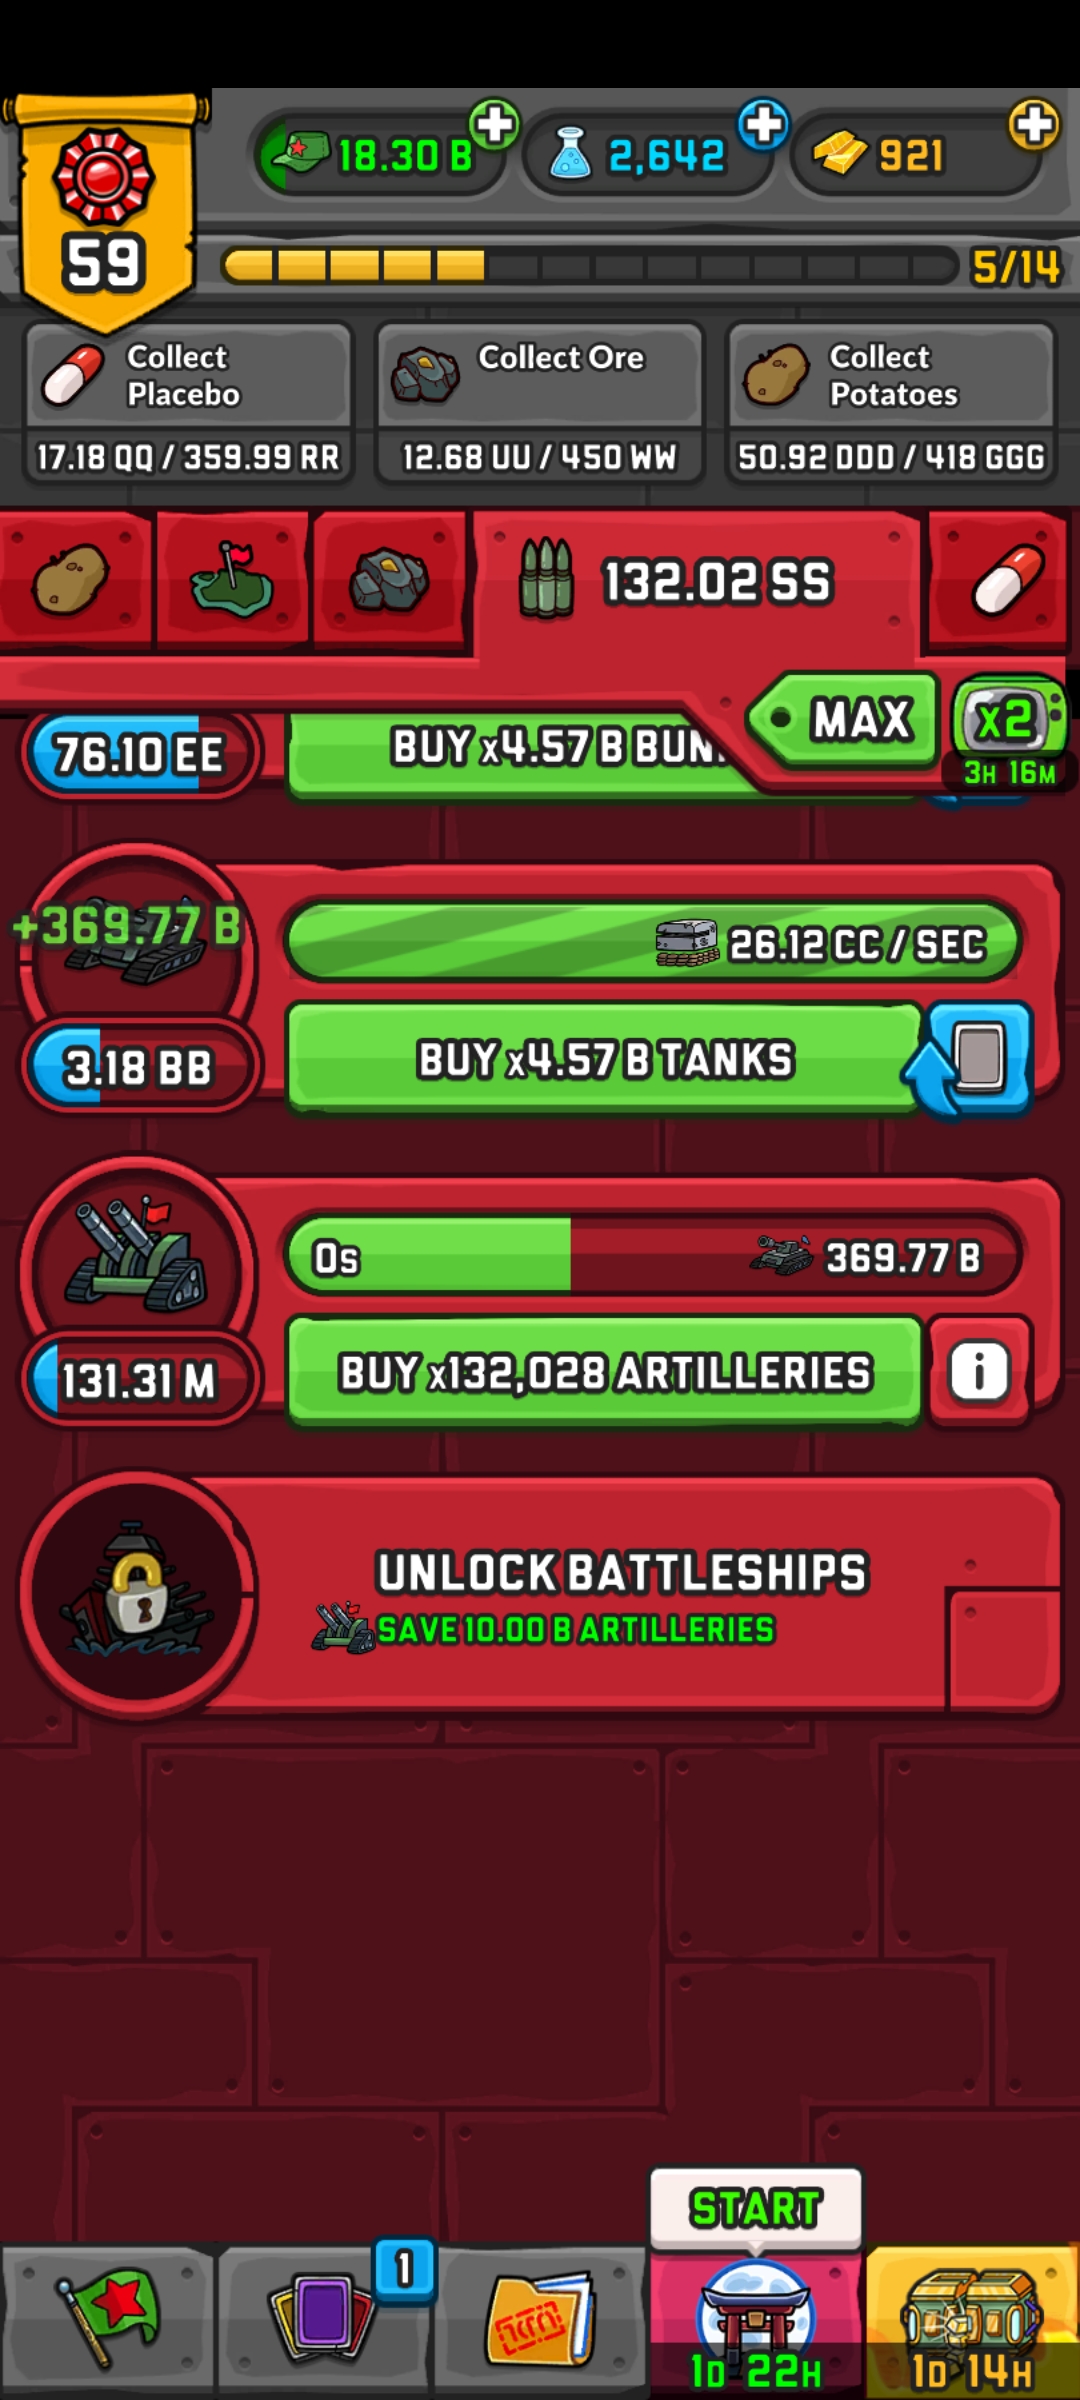 59
18.30 B
2,642
921
5/14
Collect
Placebo
17.18 QQ / 359.99 RR
Collect Ore
12.68 UU / 450 WW
Collect
Potatoes
50.92 DDD / 418 GGG
132.02 SS
MAX
x2
3H 16M
76.10 EE
BUY x4.57 B BUN
+369.77 B
26.12 CC / SEC
3.18 BB
BUY x4.57 B TANKS
0s
369.77 B
131.31 M
BUY x132,028 ARTILLERIES
i
UNLOCK BATTLESHIPS
SAVE 10.00 B ARTILLERIES
START
1
1D 22H
1D 14H